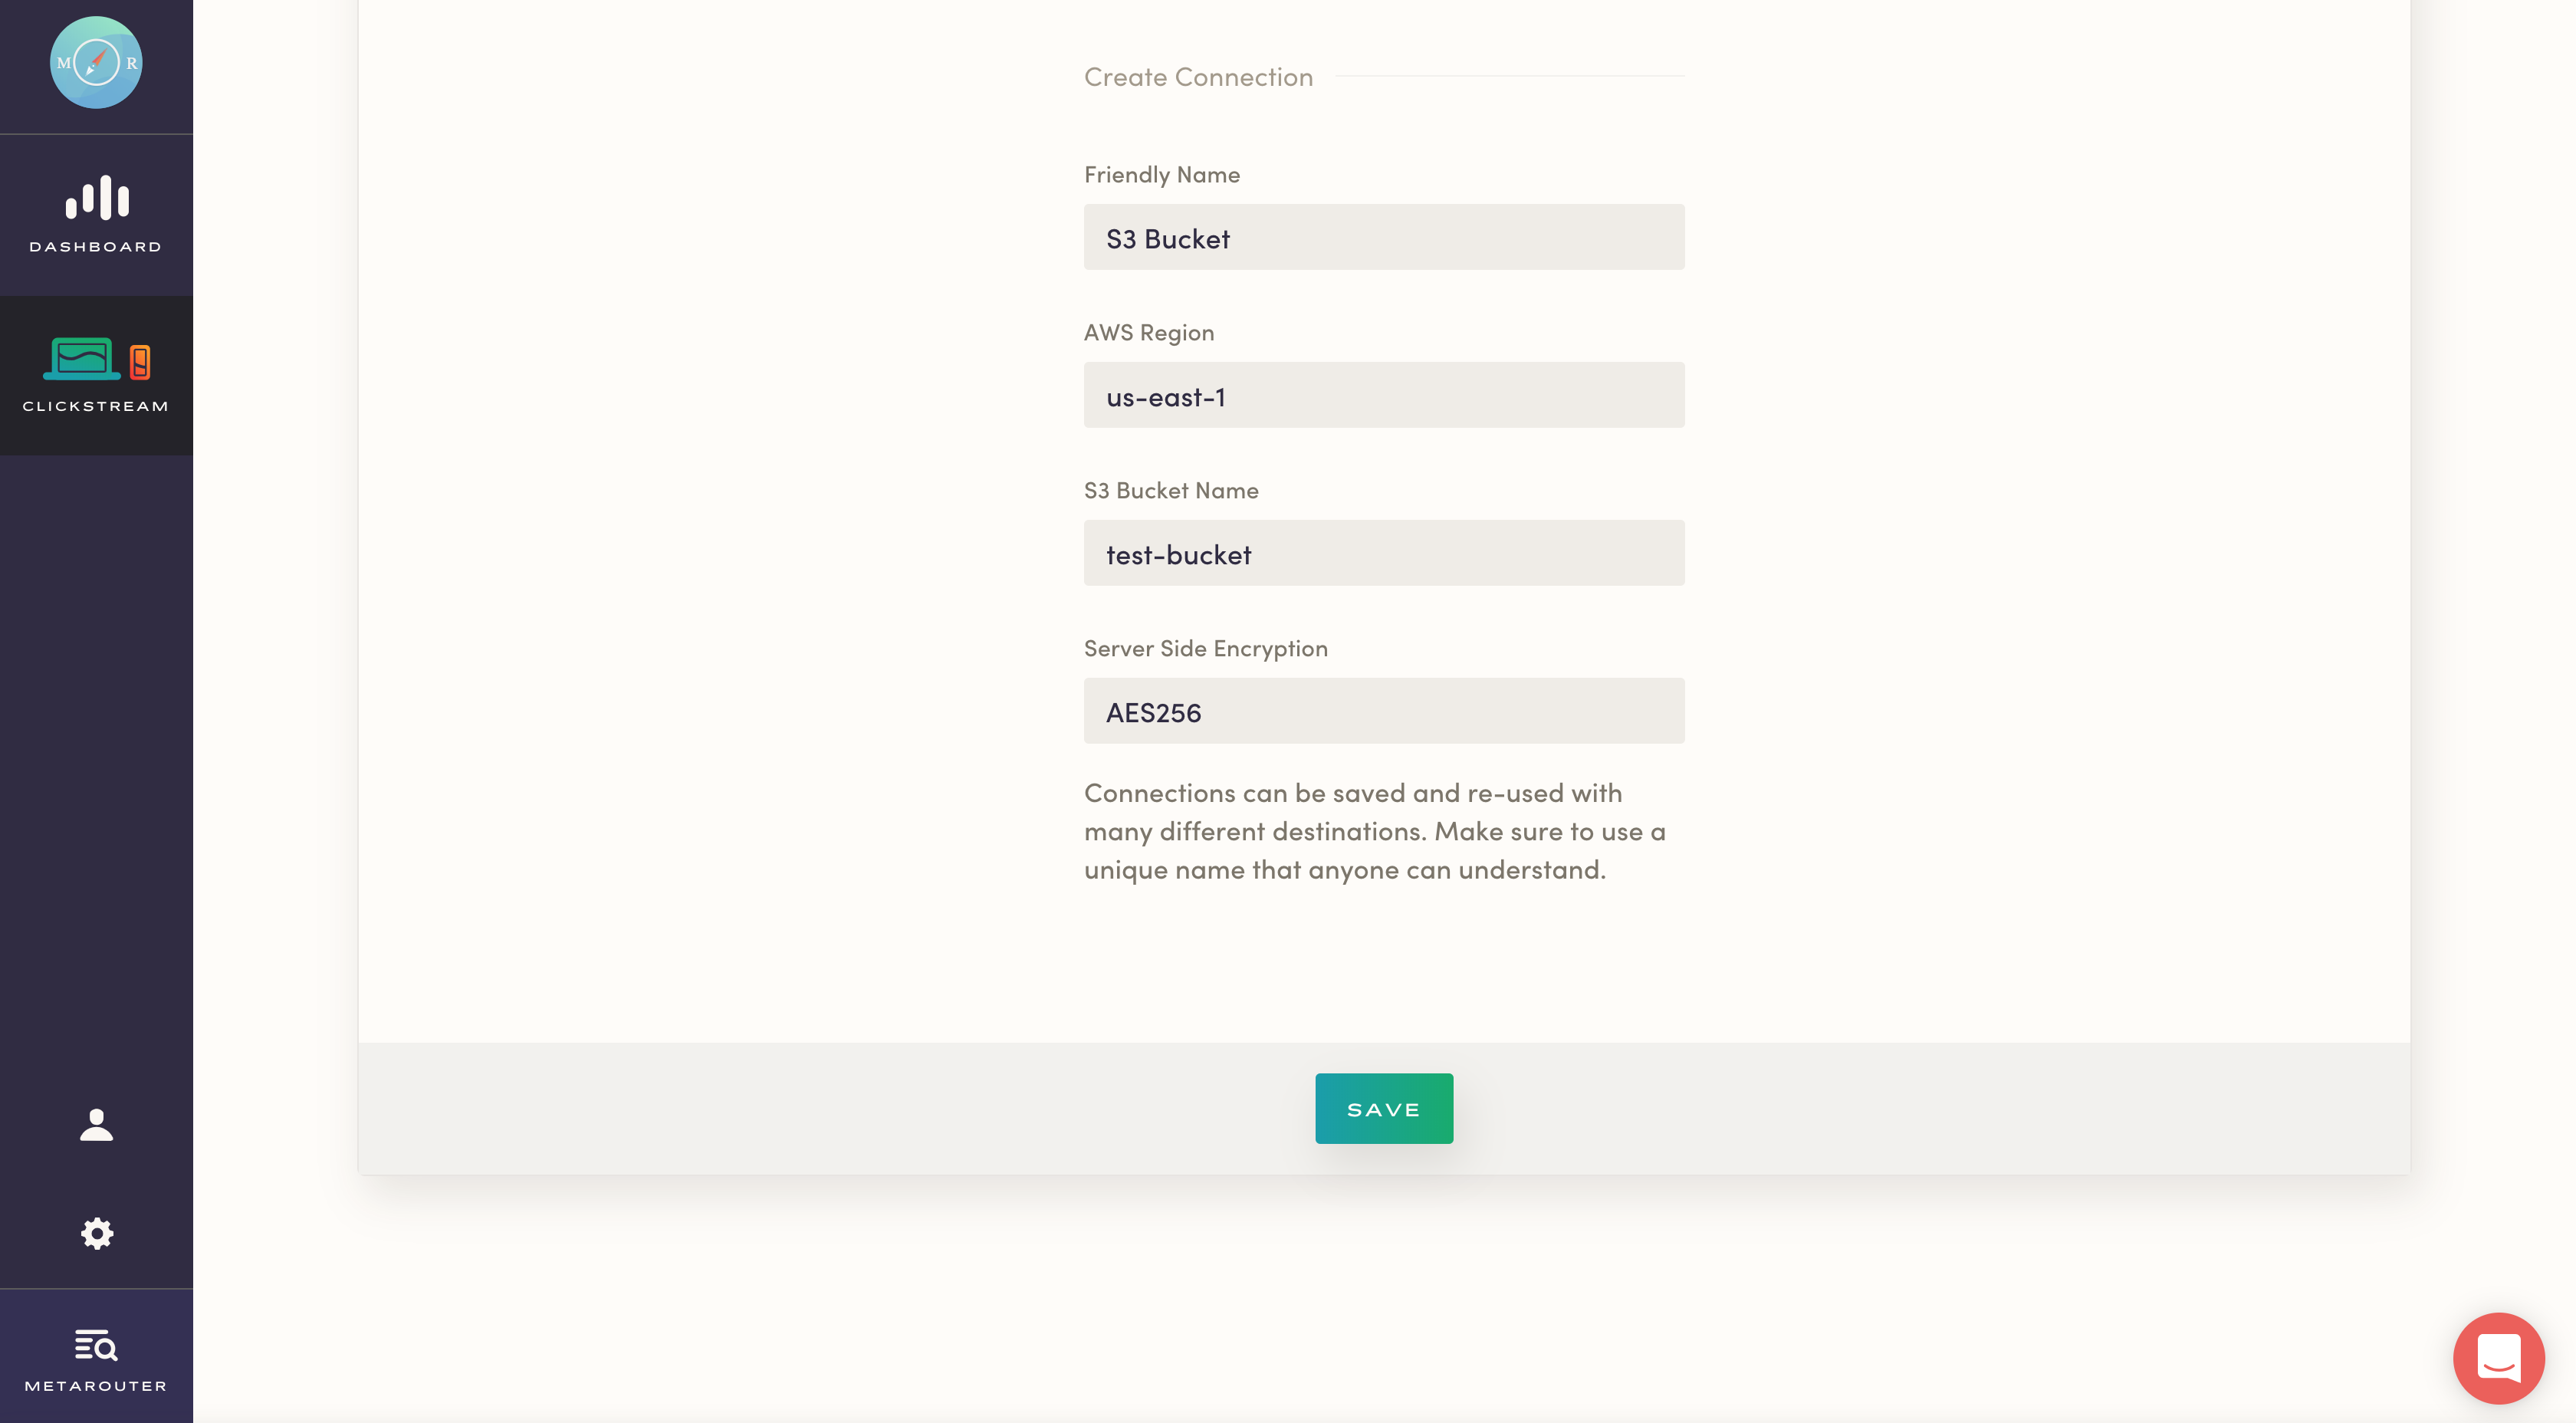 M R
DASHBOARD
CLICKSTREAM
METAROUTER
Create Connection
Friendly Name
S3 Bucket
AWS Region
us-east-1
S3 Bucket Name
test-bucket
Server Side Encryption
AES256
Connections can be saved and re-used with
many different destinations. Make sure to use a
unique name that anyone can understand.
SAVE